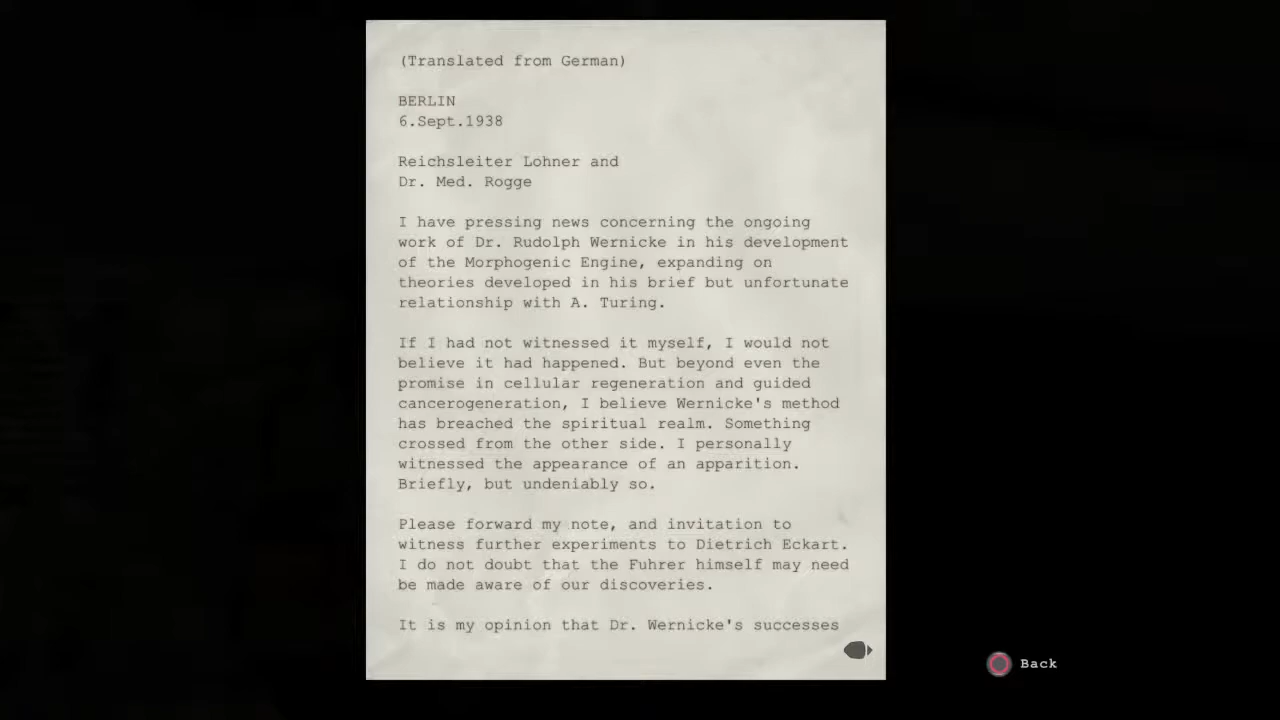 (Translated from German)
BERLIN
6.Sept.1938
Reichsleiter Lohner and
Dr. Med. Rogge
I have pressing news concerning the ongoing
work of Dr. Rudolph Wernicke in his development
of the Morphogenic Engine, expanding on
theories developed in his brief but unfortunate
relationship with A. Turing.
If I had not witnessed it myself, I would not
believe it had happened. But beyond even the
promise in cellular regeneration and guided
cancerogeneration, I believe Wernicke's method
has breached the spiritual realm. Something
crossed from the other side. I personally
witnessed the appearance of an apparition.
Briefly, but undeniably so.
Please forward my note, and invitation to
witness further experiments to Dietrich Eckart.
I do not doubt that the Fuhrer himself may need
be made aware of our discoveries.
It is my opinion that Dr. Wernicke's successes
Back